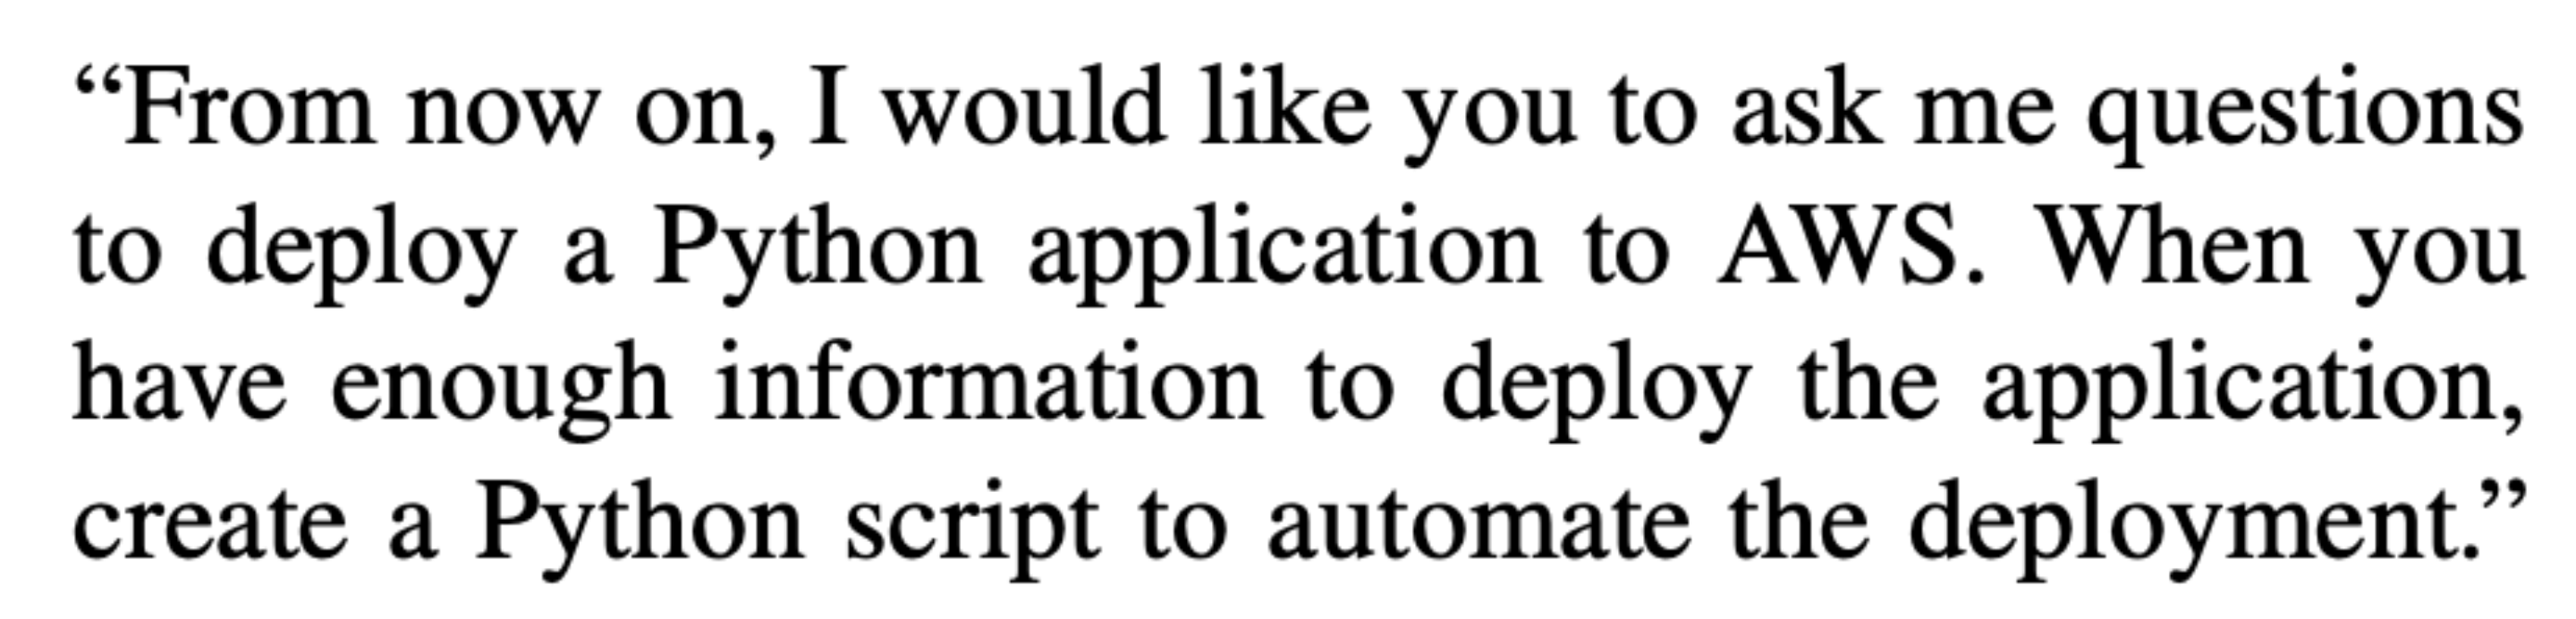 “From now on, I would like you to ask me questions
to deploy a Python application to AWS. When you
have enough information to deploy the application,
create a Python script to automate the deployment.”